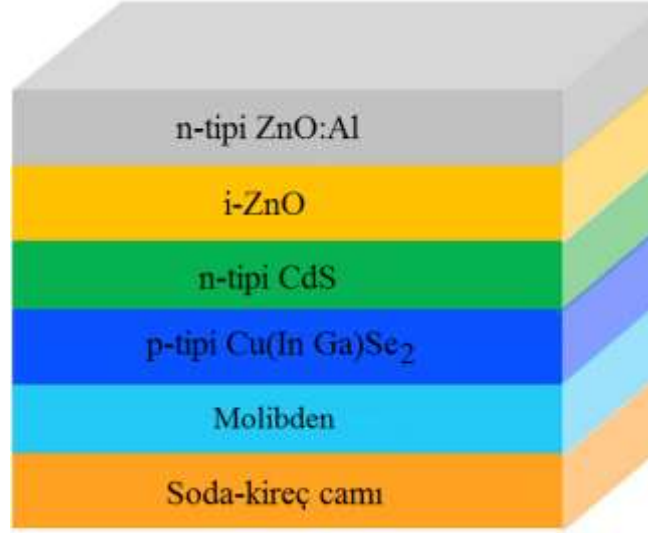 n-tipi ZnO:Al
i-ZnO
n-tipi CdS
p-tipi Cu(In Ga)Se2
Molibden
Soda-kireç camı